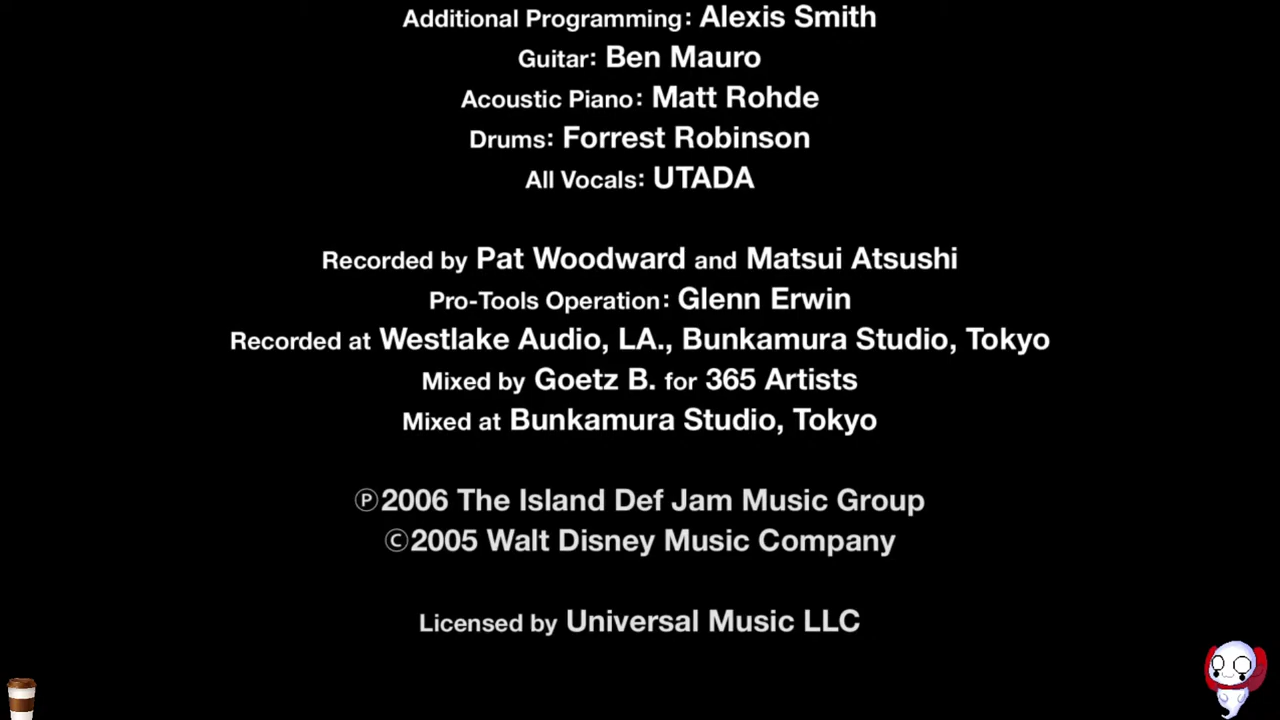 Additional Programming: Alexis Smith
Guitar: Ben Mauro
Acoustic Piano: Matt Rohde
Drums: Forrest Robinson
All Vocals: UTADA
Recorded by Pat Woodward and Matsui Atsushi
Pro-Tools Operation: Glenn Erwin
Recorded at Westlake Audio, LA., Bunkamura Studio, Tokyo
Mixed by Goetz B. for 365 Artists
Mixed at Bunkamura Studio, Tokyo
℗2006 The Island Def Jam Music Group
©2005 Walt Disney Music Company
Licensed by Universal Music LLC